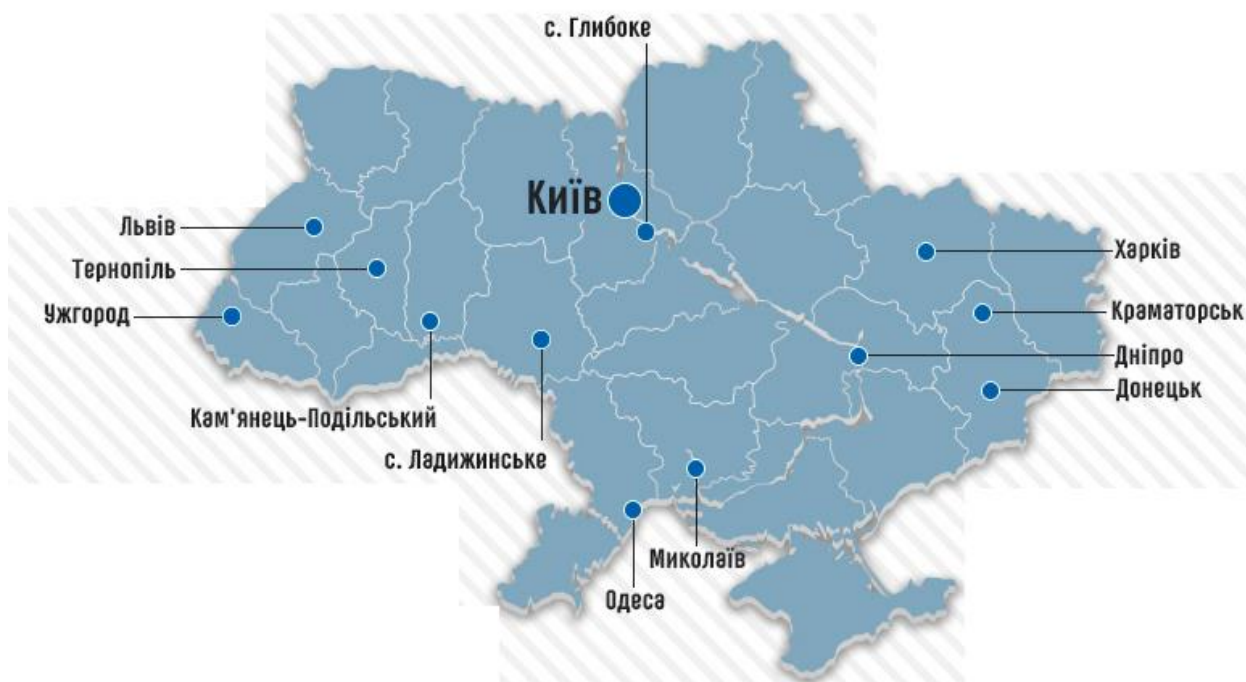 с. Глибоке
Київ
Львів
Тернопіль
Ужгород
Кам'янець-Подільський
с. Ладижинське
Одеса
Миколаїв
Харків
Краматорськ
Дніпро
Донецьк